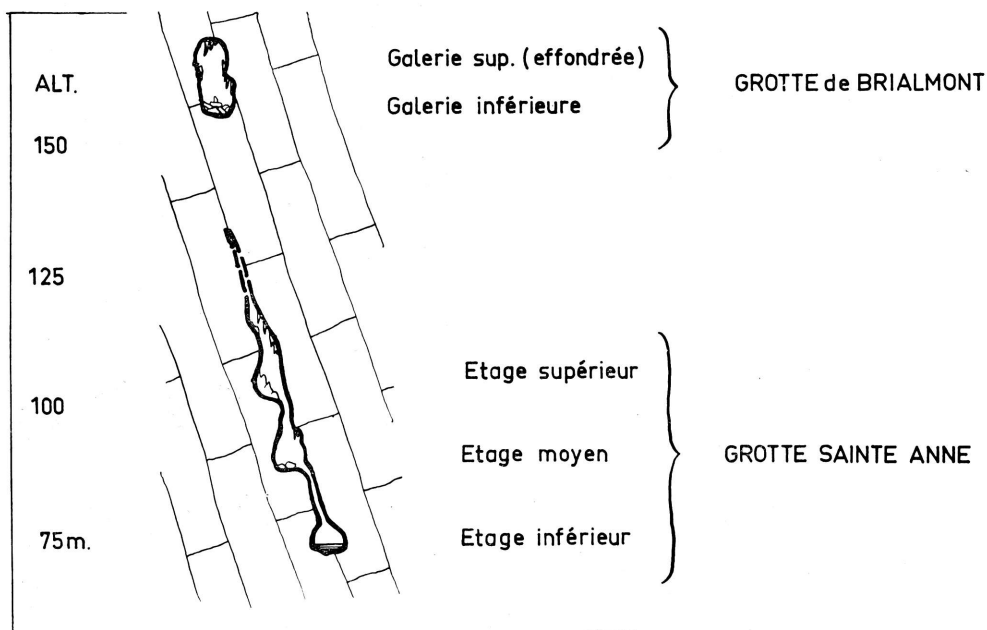 ALT.
150
125
100
75 m.
Galerie sup. (effondrée)
Galerie inférieure
GROTTE de BRIALMONT
Etage supérieur
Etage moyen
Etage inférieur
GROTTE SAINTE ANNE